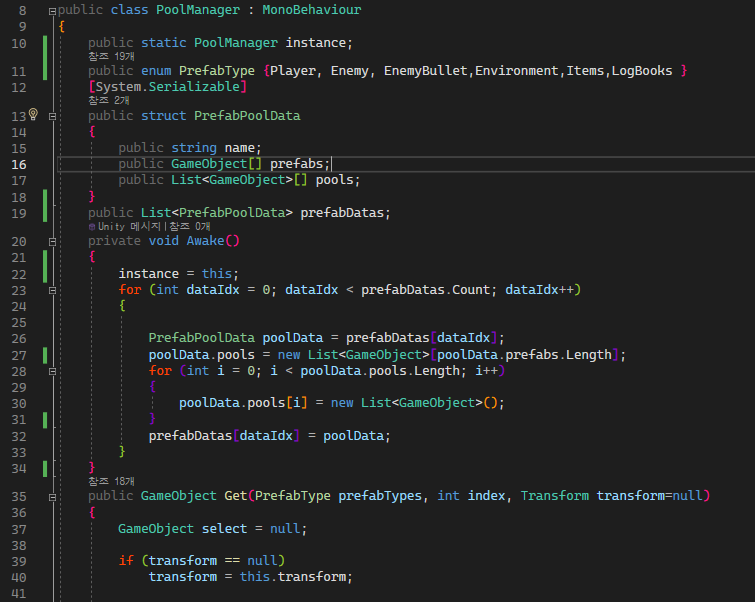 8 public class PoolManager : MonoBehaviour
9 {
10 public static PoolManager instance;
참조 19개
11 public enum PrefabType {Player, Enemy, EnemyBullet,Environment,Items,LogBooks }
12 [System.Serializable]
참조 2개
13 public struct PrefabPoolData
14 {
15 public string name;
16 public GameObject[] prefabs;
17 public List<GameObject>[] pools;
18 }
19 public List<PrefabPoolData> prefabDatas;
Unity 메시지 | 참조 0개
20 private void Awake()
21 {
22 instance = this;
23 for (int dataIdx = 0; dataIdx < prefabDatas.Count; dataIdx++)
24 {
25
26 PrefabPoolData poolData = prefabDatas[dataIdx];
27 poolData.pools = new List<GameObject>[poolData.prefabs.Length];
28 for (int i = 0; i < poolData.pools.Length; i++)
29 {
30 poolData.pools[i] = new List<GameObject>();
31 }
32 prefabDatas[dataIdx] = poolData;
33 }
34 }
참조 18개
35 public GameObject Get(PrefabType prefabTypes, int index, Transform transform=null)
36 {
37 GameObject select = null;
38
39 if (transform == null)
40 transform = this.transform;
41